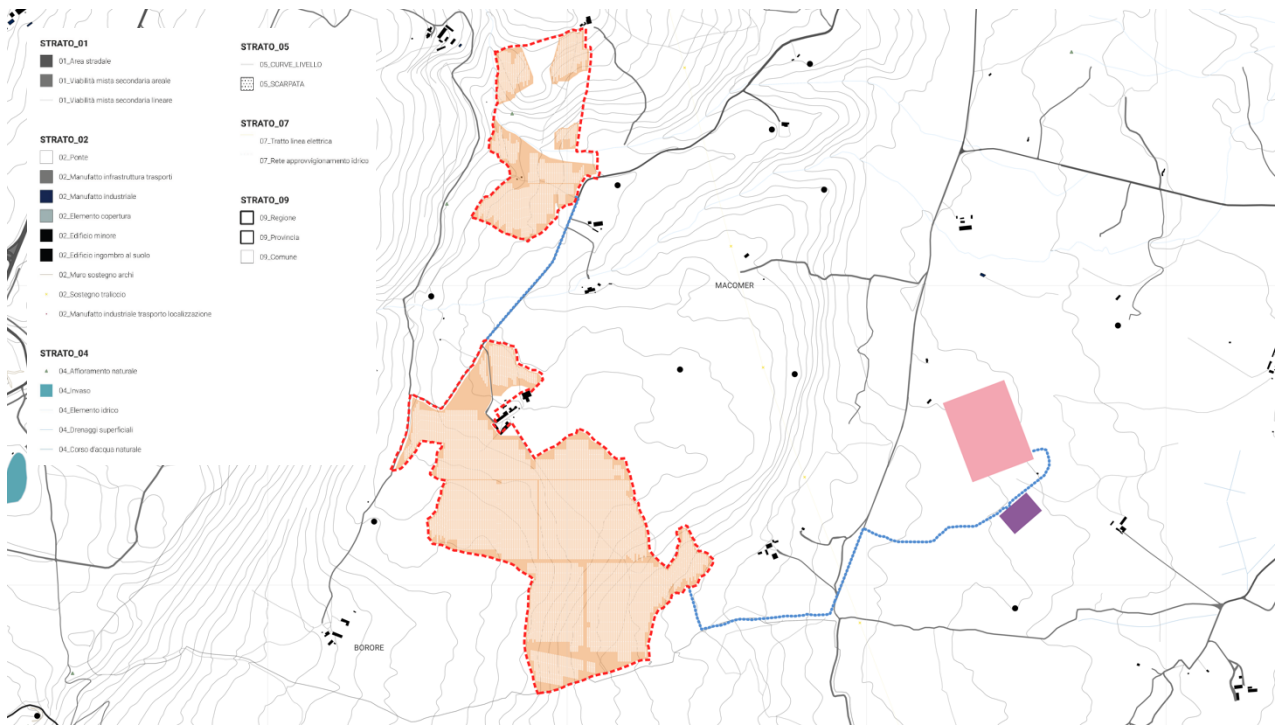 STRATO_01
01_Area stradale
01_Viabilità mista secondaria areale
01_Viabilità mista secondaria lineare
STRATO_02
02_Ponte
02_Manufatto infrastruttura trasporti
02_Manufatto industriale
02_Elemento copertura
02_Edificio minore
02_Edificio ingombro al suolo
02_Muro sostegno archi
02_Sostegno traliccio
02_Manufatto industriale trasporto localizzazione
STRATO_04
04_Affioramento naturale
04_Invaso
04_Elemento idrico
04_Drenaggi superficiali
04_Corso d'acqua naturale
STRATO_05
05_CURVE_LIVELLO
05_SCARPATA
STRATO_07
07_Tratto linea elettrica
07_Rete approvvigionamento idrico
STRATO_09
09_Regione
09_Provincia
09_Comune
MACOMER
BORORE